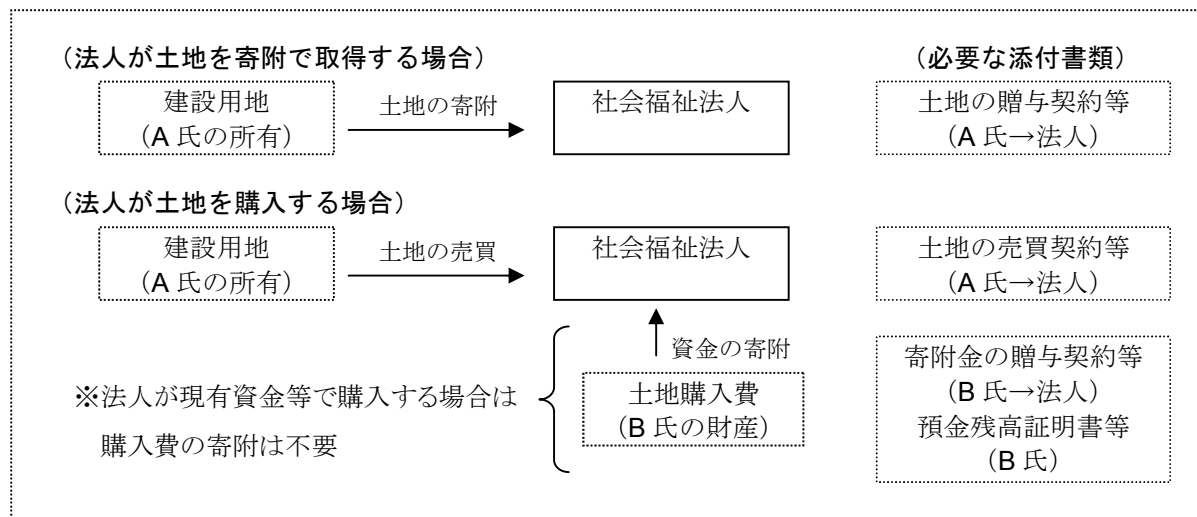 （法人が土地を寄附で取得する場合）
（必要な添付書類）
建設用地
（A 氏の所有）
土地の寄附
社会福祉法人
土地の贈与契約等
（A 氏→法人）
（法人が土地を購入する場合）
建設用地
（A 氏の所有）
土地の売買
社会福祉法人
土地の売買契約等
（A 氏→法人）
資金の寄附
※法人が現有資金等で購入する場合は
購入費の寄附は不要
土地購入費
（B 氏の財産）
寄附金の贈与契約等
（B 氏→法人）
預金残高証明書等
（B 氏）